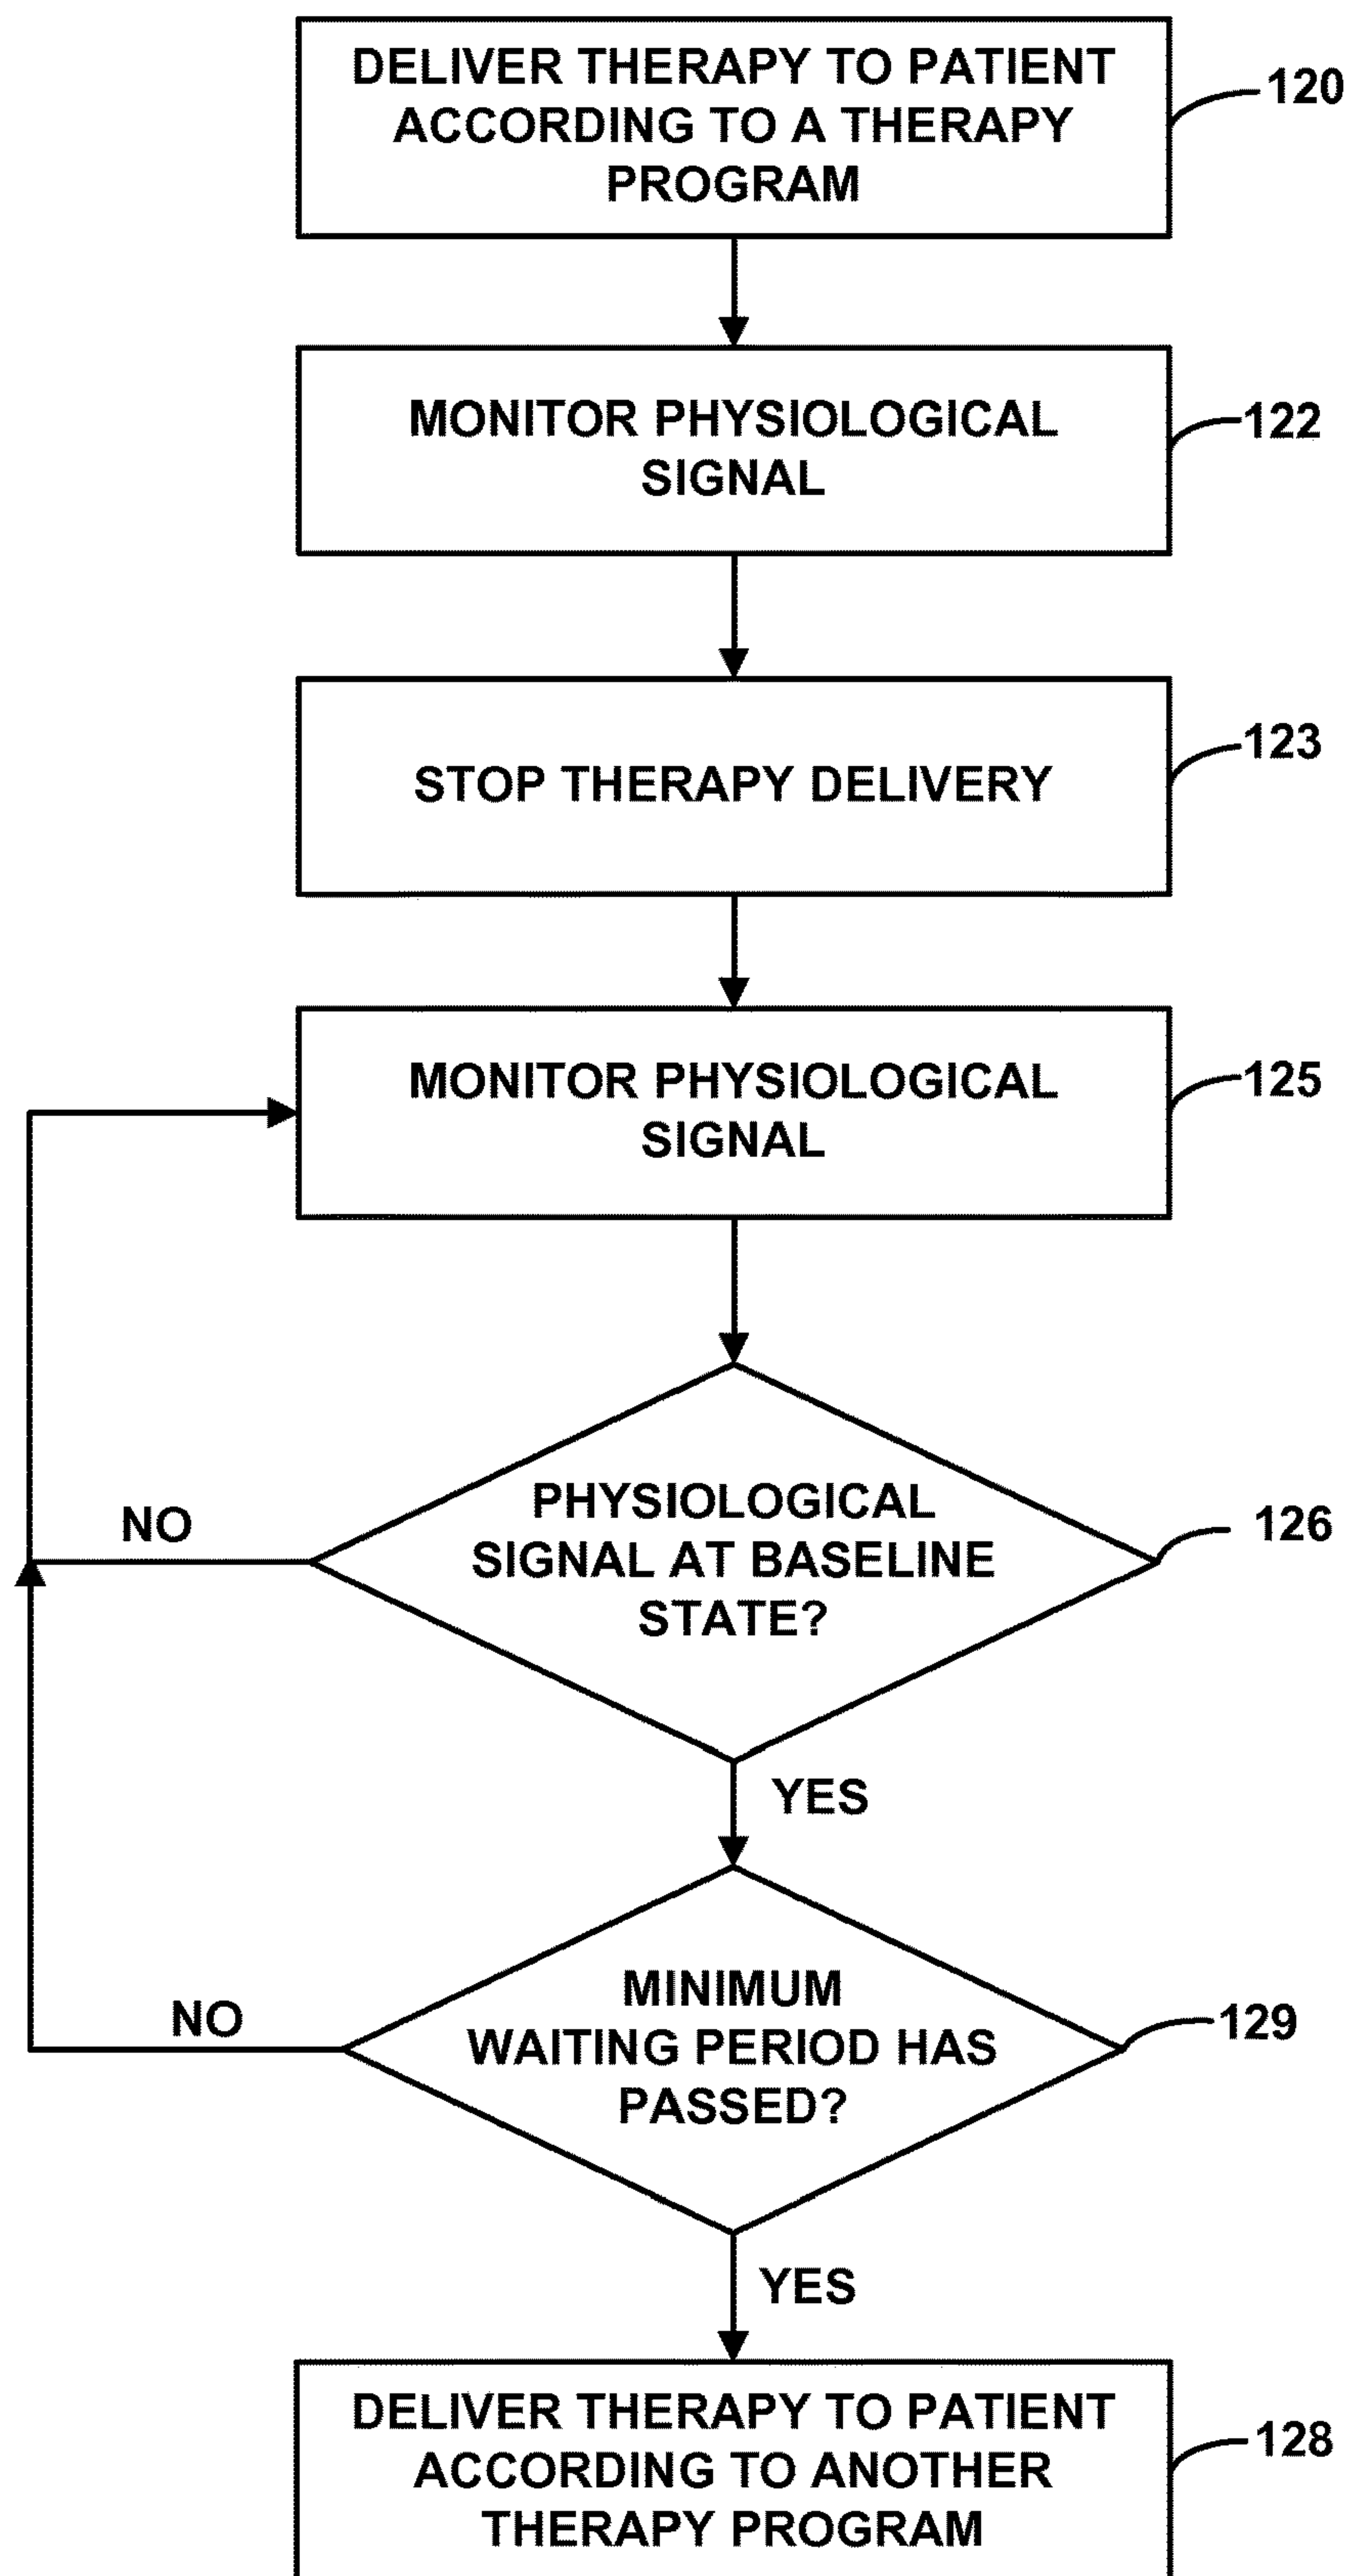 DELIVER THERAPY TO PATIENT
ACCORDING TO A THERAPY
PROGRAM
120
MONITOR PHYSIOLOGICAL
SIGNAL
122
STOP THERAPY DELIVERY
123
MONITOR PHYSIOLOGICAL
SIGNAL
125
PHYSIOLOGICAL
SIGNAL AT BASELINE
STATE?
126
NO
YES
MINIMUM
WAITING PERIOD HAS
PASSED?
129
NO
YES
DELIVER THERAPY TO PATIENT
ACCORDING TO ANOTHER
THERAPY PROGRAM
128